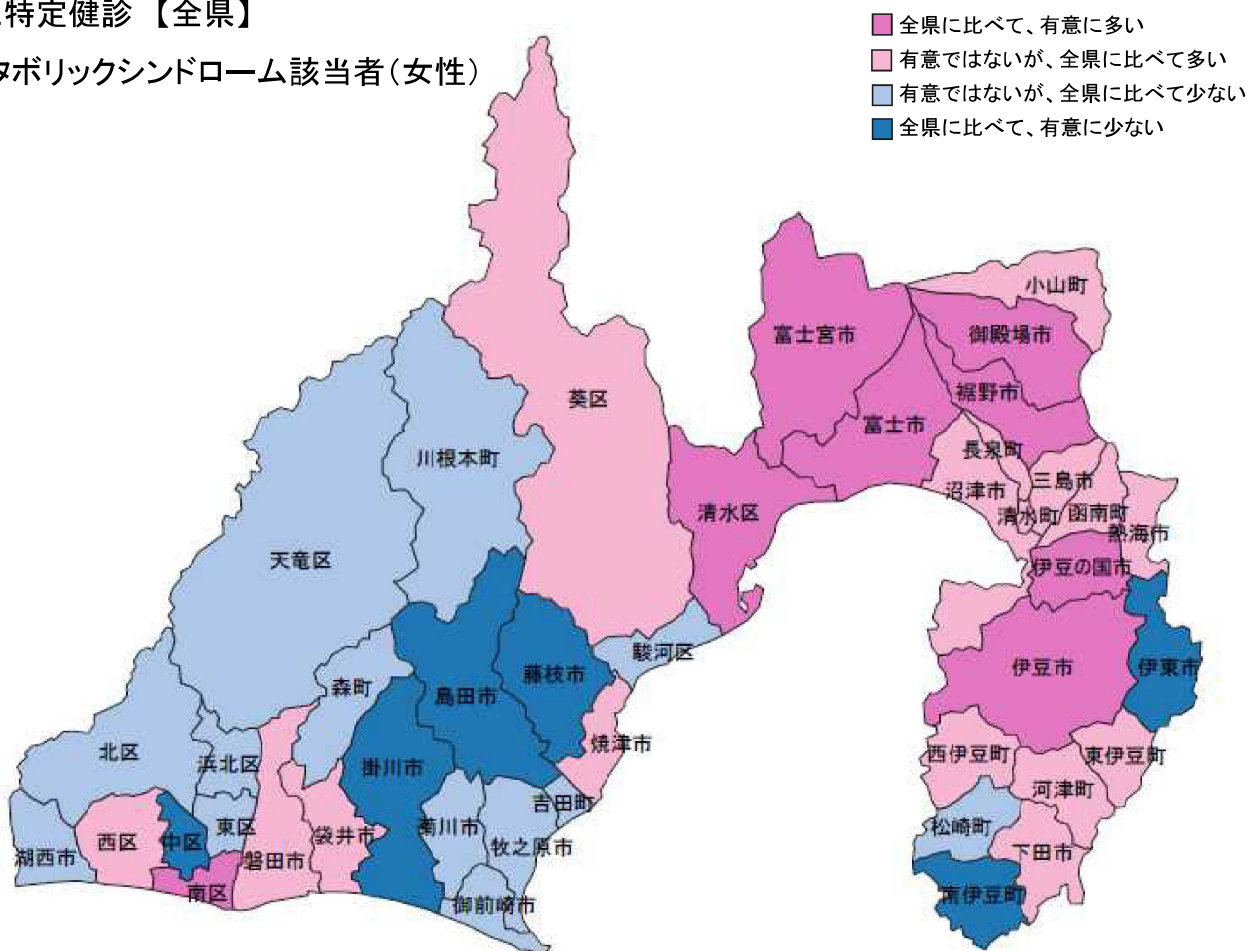 特定健診 【全県】
タボリックシンドローム該当者(女性)
全県に比べて、有意に多い
有意ではないが、全県に比べて多い
有意ではないが、全県に比べて少ない
全県に比べて、有意に少ない
小山町
富士宮市
御殿場市
裾野市
葵区
富士市
長泉町
川根本町
三島市
沼津市
清水区
清水町
函南町
熱海市
天竜区
伊豆の国市
駿河区
伊豆市
伊東市
藤枝市
森町
島田市
焼津市
北区
浜北区
掛川市
西伊豆町
東伊豆町
河津町
吉田町
東区
菊川市
松崎町
西区
中区
袋井市
牧之原市
湖西市
磐田市
下田市
南区
御前崎市
南伊豆町